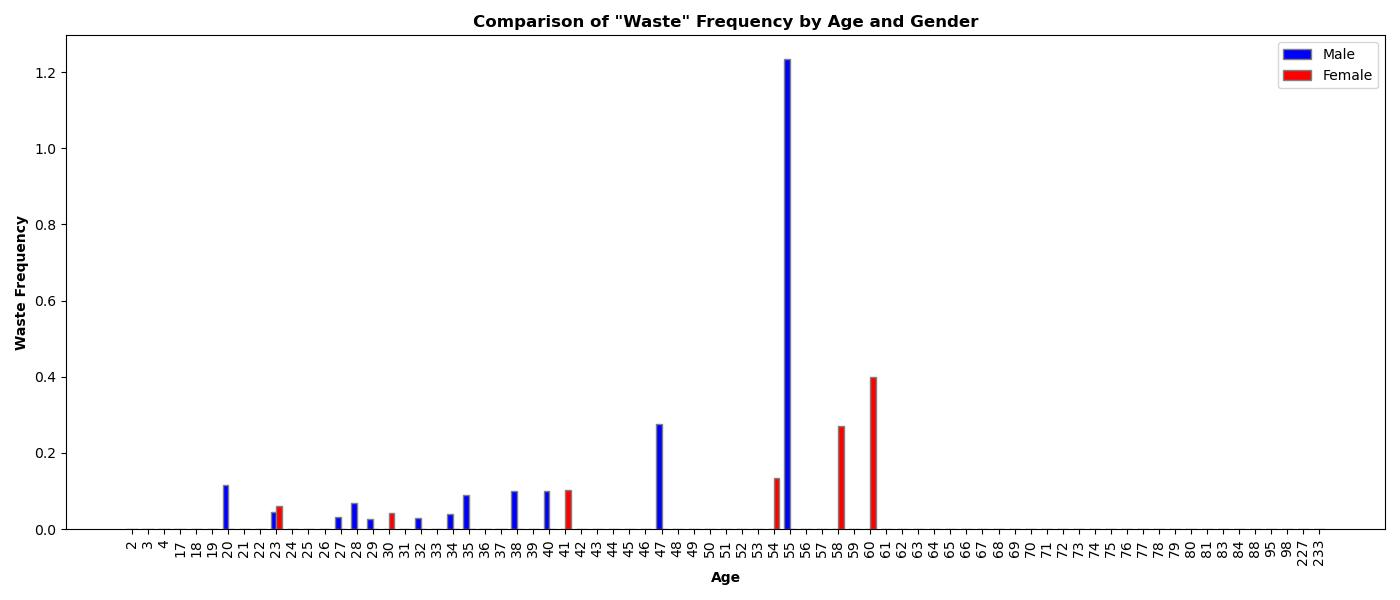 Comparison of "Waste" Frequency by Age and Gender
Male
Female
Waste Frequency
1.2
1.0
0.8
0.6
0.4
0.2
0.0
2 3 4 17 18 19 20 21 22 23 24 25 26 27 28 29 30 31 32 33 34 35 36 37 38 39 40 41 42 43 44 45 46 47 48 49 50 51 52 53 54 55 56 57 58 59 60 61 62 63 64 65 66 67 68 69 70 71 72 73 74 75 76 77 78 79 80 81 83 84 88 95 98 227 233
Age